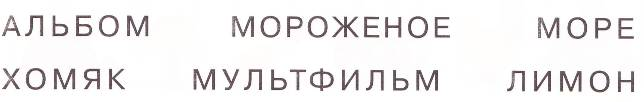 АЛЬБОМ МОРОЖЕНОЕ МОРЕ
ХОМЯК МУЛЬТФИЛЬМ ЛИМОН